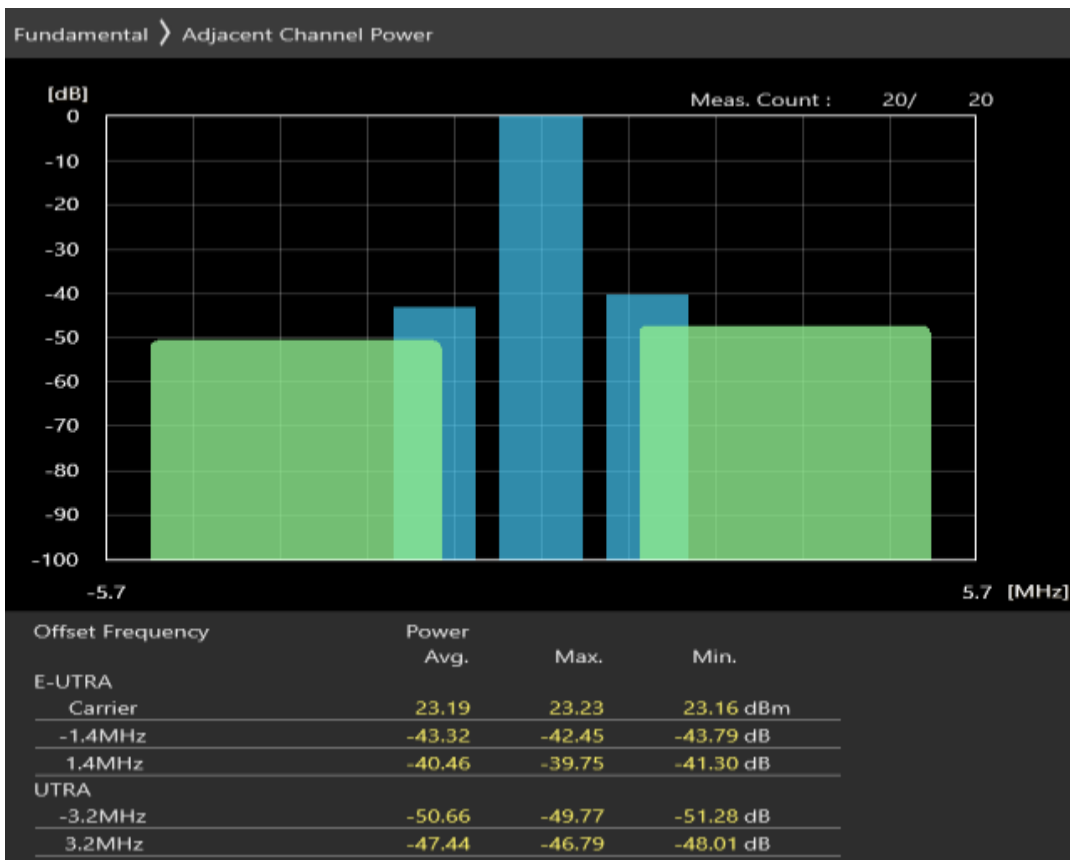 Fundamental 〉 Adjacent Channel Power
[dB]
Meas. Count : 20/ 20
0
-10
-20
-30
-40
-50
-60
-70
-80
-90
-100
-5.7 5.7 [MHz]
Offset Frequency Power
Avg. Max. Min.
E-UTRA
Carrier 23.19 23.23 23.16 dBm
-1.4MHz -43.32 -42.45 -43.79 dB
1.4MHz -40.46 -39.75 -41.30 dB
UTRA
-3.2MHz -50.66 -49.77 -51.28 dB
3.2MHz -47.44 -46.79 -48.01 dB